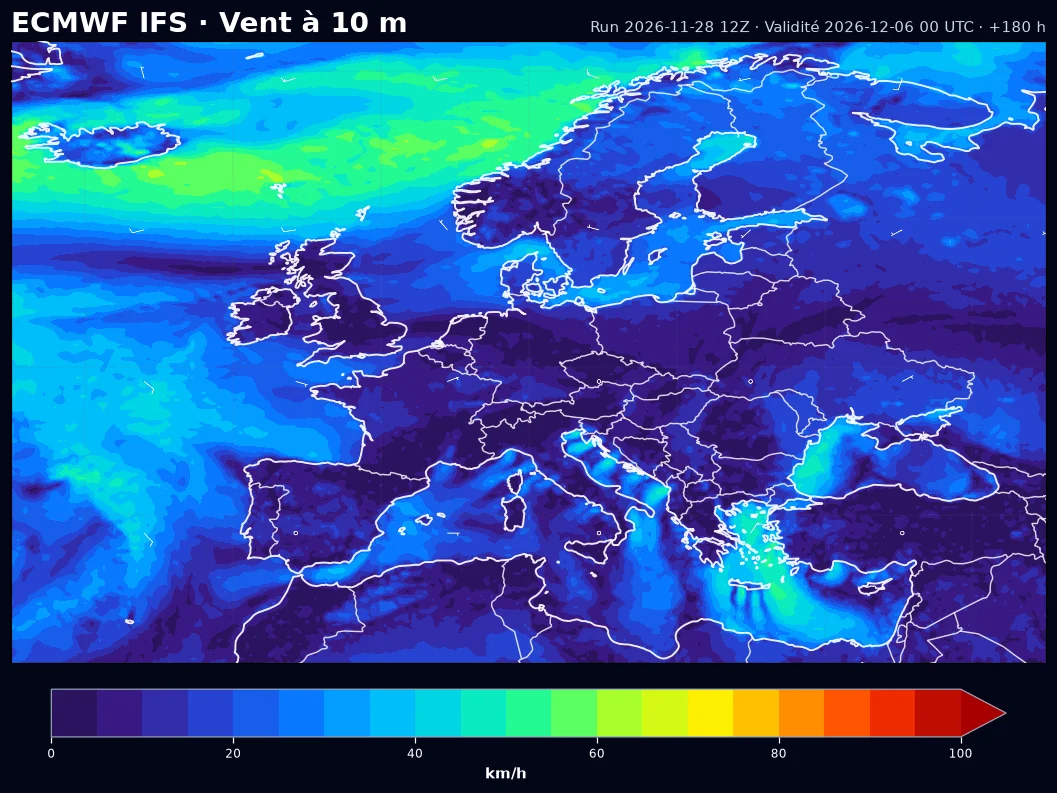 ECMWF IFS · Vent à 10 m
Run 2026-11-28 12Z · Validité 2026-12-06 00 UTC · +180 h
0 20 40 60 80 100
km/h